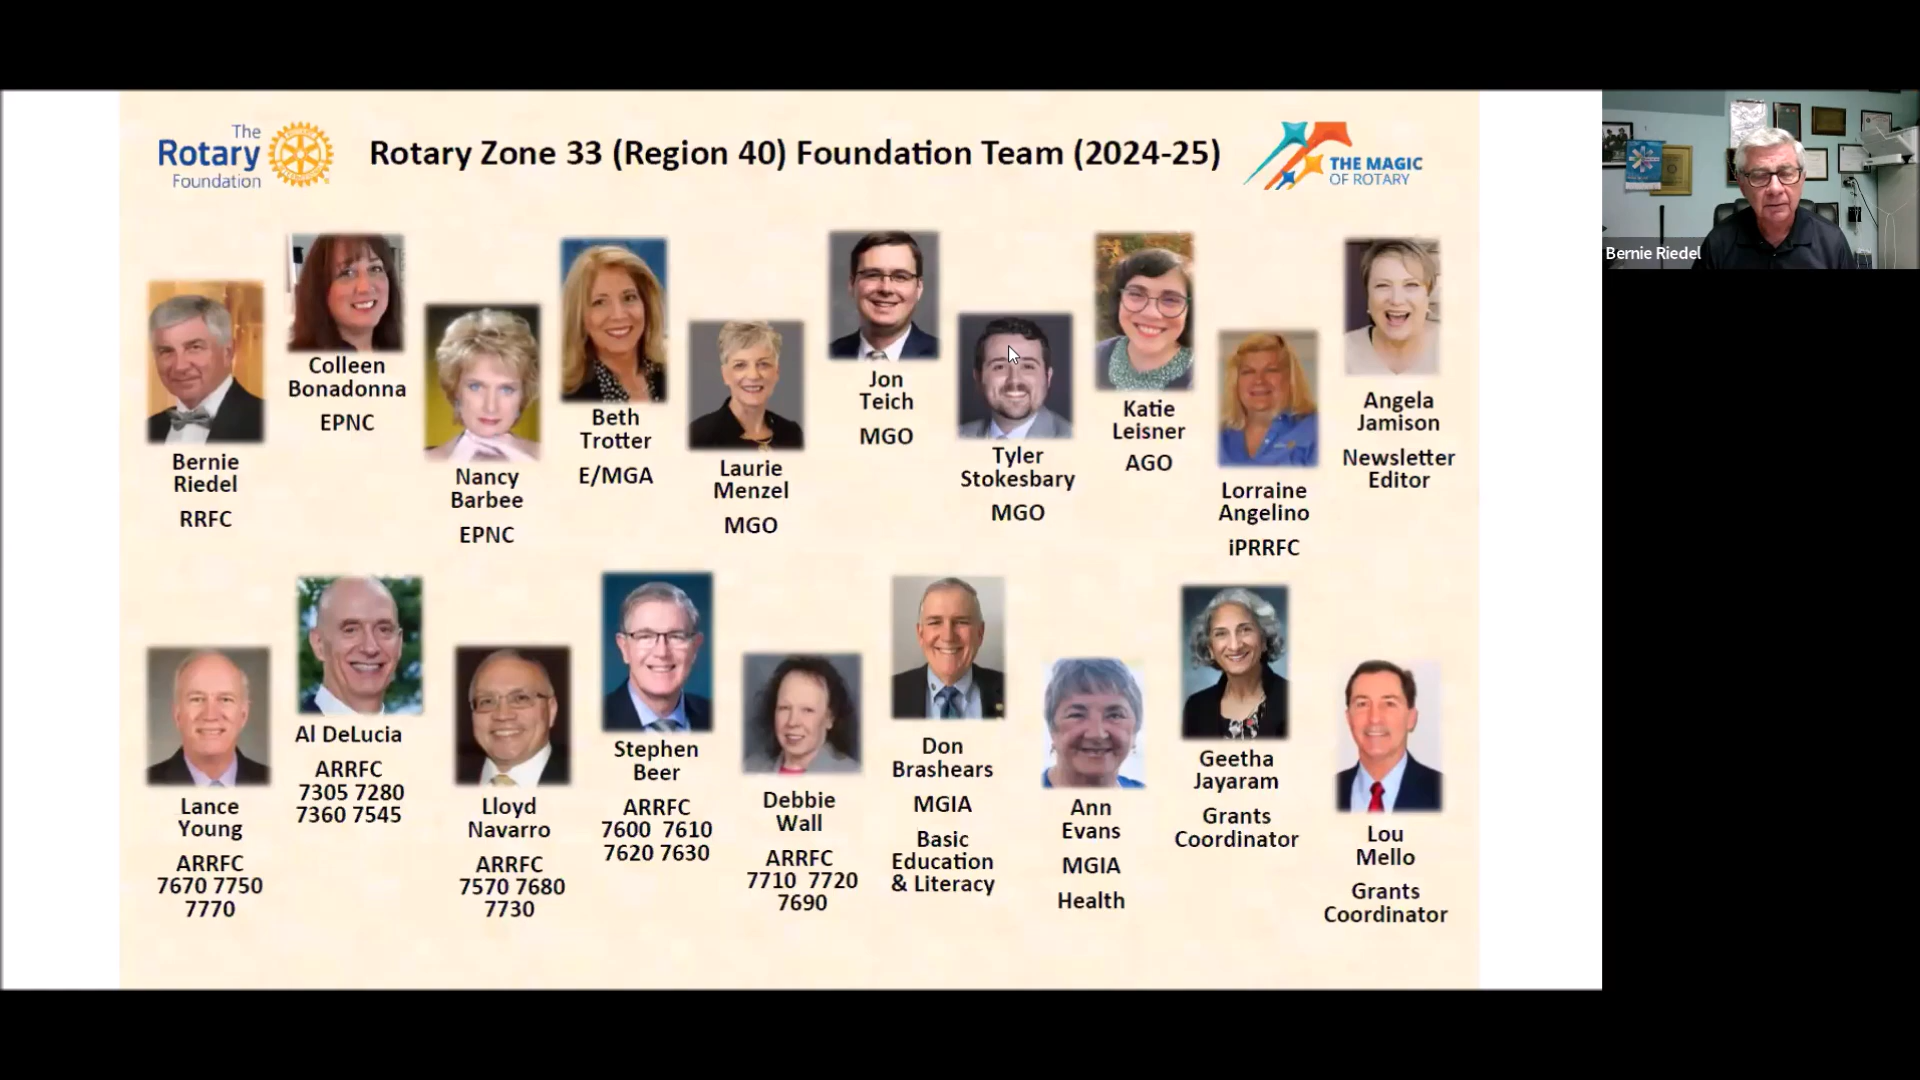 The
Rotary
Foundation
Rotary Zone 33 (Region 40) Foundation Team (2024-25)
THE MAGIC
OF ROTARY
Bernie Riedel
Bernie
Riedel
RRFC
Colleen
Bonadonna
EPNC
Nancy
Barbee
EPNC
Beth
Trotter
E/MGA
Laurie
Menzel
MGO
Jon
Teich
MGO
Tyler
Stokesbary
MGO
Katie
Leisner
AGO
Lorraine
Angelino
iPRRFC
Angela
Jamison
Newsletter
Editor
Lance
Young
ARRFC
7670 7750
7770
Al DeLucia
ARRFC
7305 7280
7360 7545
Lloyd
Navarro
ARRFC
7570 7680
7730
Stephen
Beer
ARRFC
7600 7610
7620 7630
Debbie
Wall
ARRFC
7710 7720
7690
Don
Brashears
MGIA
Basic
Education
& Literacy
Ann
Evans
MGIA
Health
Geetha
Jayaram
Grants
Coordinator
Lou
Mello
Grants
Coordinator